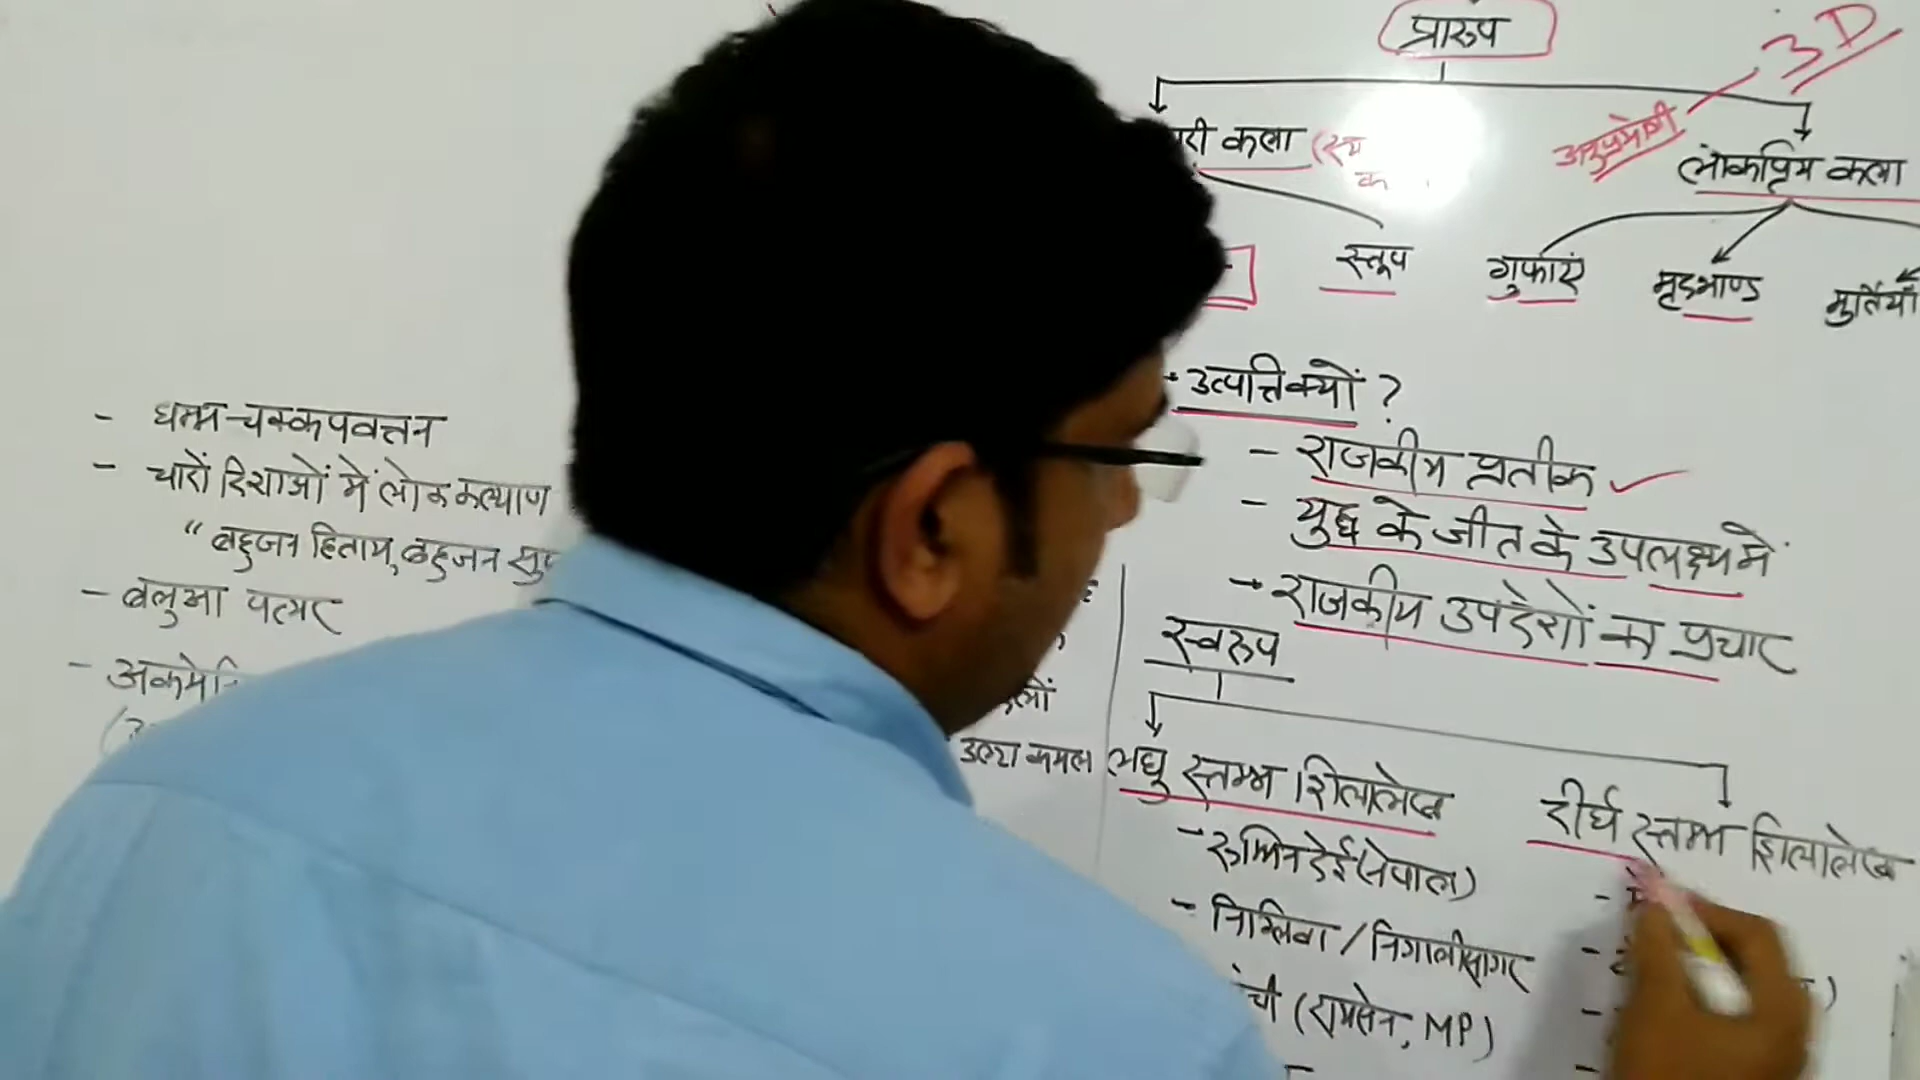 प्रारुप
3D
कला (स्थ
अनुप्रयोगी
लोकप्रिय कला
स्तूप
गुफाएं
मृदभाण्ड
मुर्तियाँ
उत्पत्ति क्यों ?
- राजकीय प्रतीक ✓
- युद्ध के जीत के उपलक्ष्य में
- राजकीय उपदेशों का प्रचार
- धम्म-चक्कपवत्तन
- चारों दिशाओं में लोक कल्याण
"बहुजन हिताय, बहुजन
- बलुआ पत्थर
उल्टा कमल
स्वरुप
लघु स्तम्भ शिलालेख
- रुम्मिनदेई (नेपाल)
- निग्लिवा / निगालीसागर
(रायसेन, MP)
दीर्घ स्तम्भ शिलालेख